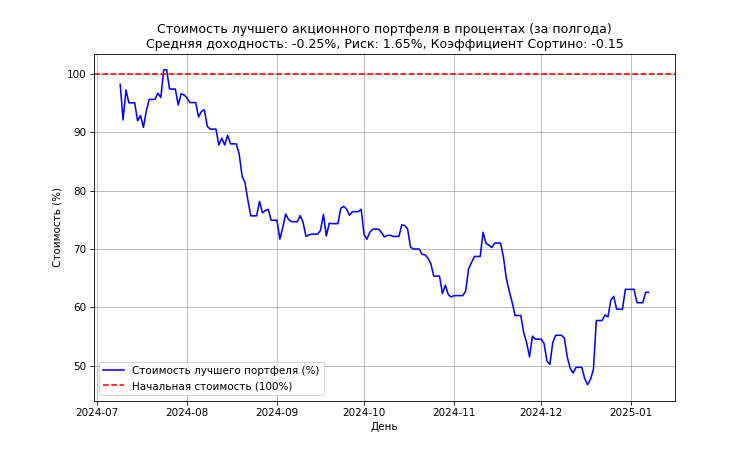 Стоимость лучшего акционного портфеля в процентах (за полгода)
Средняя доходность: -0.25%, Риск: 1.65%, Коэффициент Сортино: -0.15
Стоимость (%)
100
90
80
70
60
50
Стоимость лучшего портфеля (%)
Начальная стоимость (100%)
2024-07
2024-08
2024-09
2024-10
2024-11
2024-12
2025-01
День